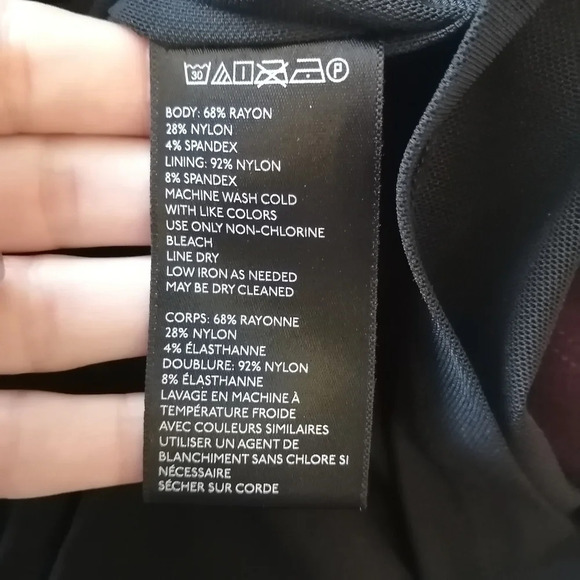 30 P
BODY: 68% RAYON
28% NYLON
4% SPANDEX
LINING: 92% NYLON
8% SPANDEX
MACHINE WASH COLD
WITH LIKE COLORS
USE ONLY NON-CHLORINE
BLEACH
LINE DRY
LOW IRON AS NEEDED
MAY BE DRY CLEANED
CORPS: 68% RAYONNE
28% NYLON
4% ÉLASTHANNE
DOUBLURE: 92% NYLON
8% ÉLASTHANNE
LAVAGE EN MACHINE À
TEMPÉRATURE FROIDE
AVEC COULEURS SIMILAIRES
UTILISER UN AGENT DE
BLANCHIMENT SANS CHLORE SI
NÉCESSAIRE
SÉCHER SUR CORDE